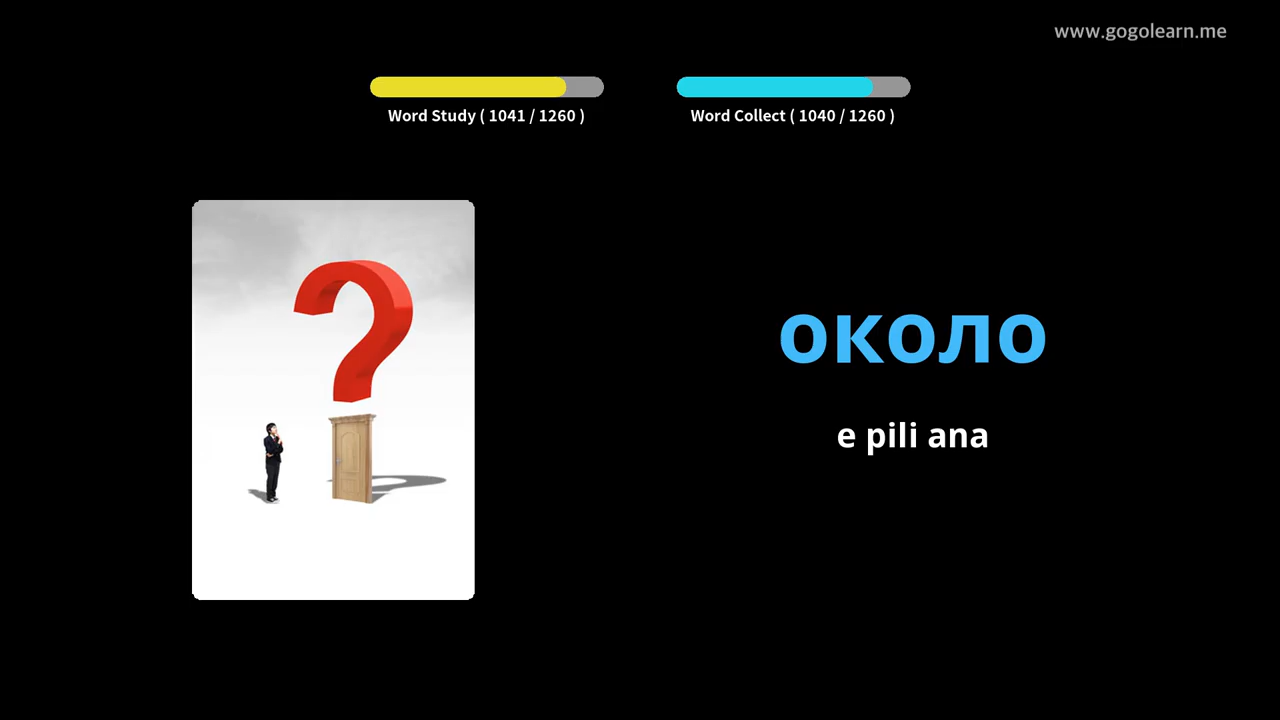 www.gogolearn.me
Word Study ( 1041 / 1260 )
Word Collect ( 1040 / 1260 )
около
e pili ana